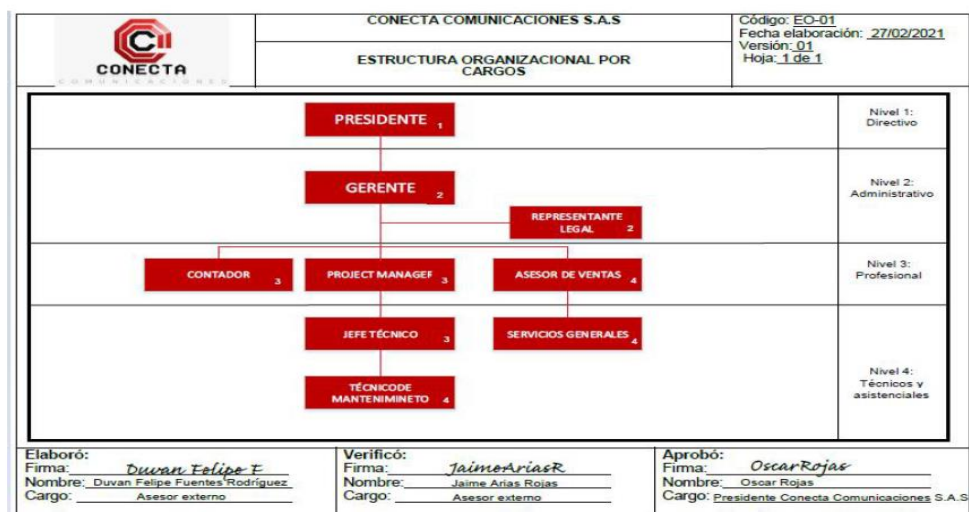 CONECTA
COMUNICACIONES
CONECTA COMUNICACIONES S.A.S
ESTRUCTURA ORGANIZACIONAL POR
CARGOS
Código: EO-01
Fecha elaboración: 27/02/2021
Versión: 01
Hoja: 1 de 1
PRESIDENTE 1
Nivel 1:
Directivo
GERENTE 2
Nivel 2:
Administrativo
REPRESENTANTE
LEGAL 2
CONTADOR 3
PROJECT MANAGER 3
ASESOR DE VENTAS 4
Nivel 3:
Profesional
JEFE TÉCNICO 3
SERVICIOS GENERALES 4
TÉCNICODE
MANTENIMINETO 4
Nivel 4:
Técnicos y
asistenciales
Elaboró:
Firma: Duvan Felipe F
Nombre: Duvan Felipe Fuentes Rodríguez
Cargo: Asesor externo
Verificó:
Firma: JaimeAriasR
Nombre: Jaime Arias Rojas
Cargo: Asesor externo
Aprobó:
Firma: OscarRojas
Nombre: Oscar Rojas
Cargo: Presidente Conecta Comunicaciones S.A.S